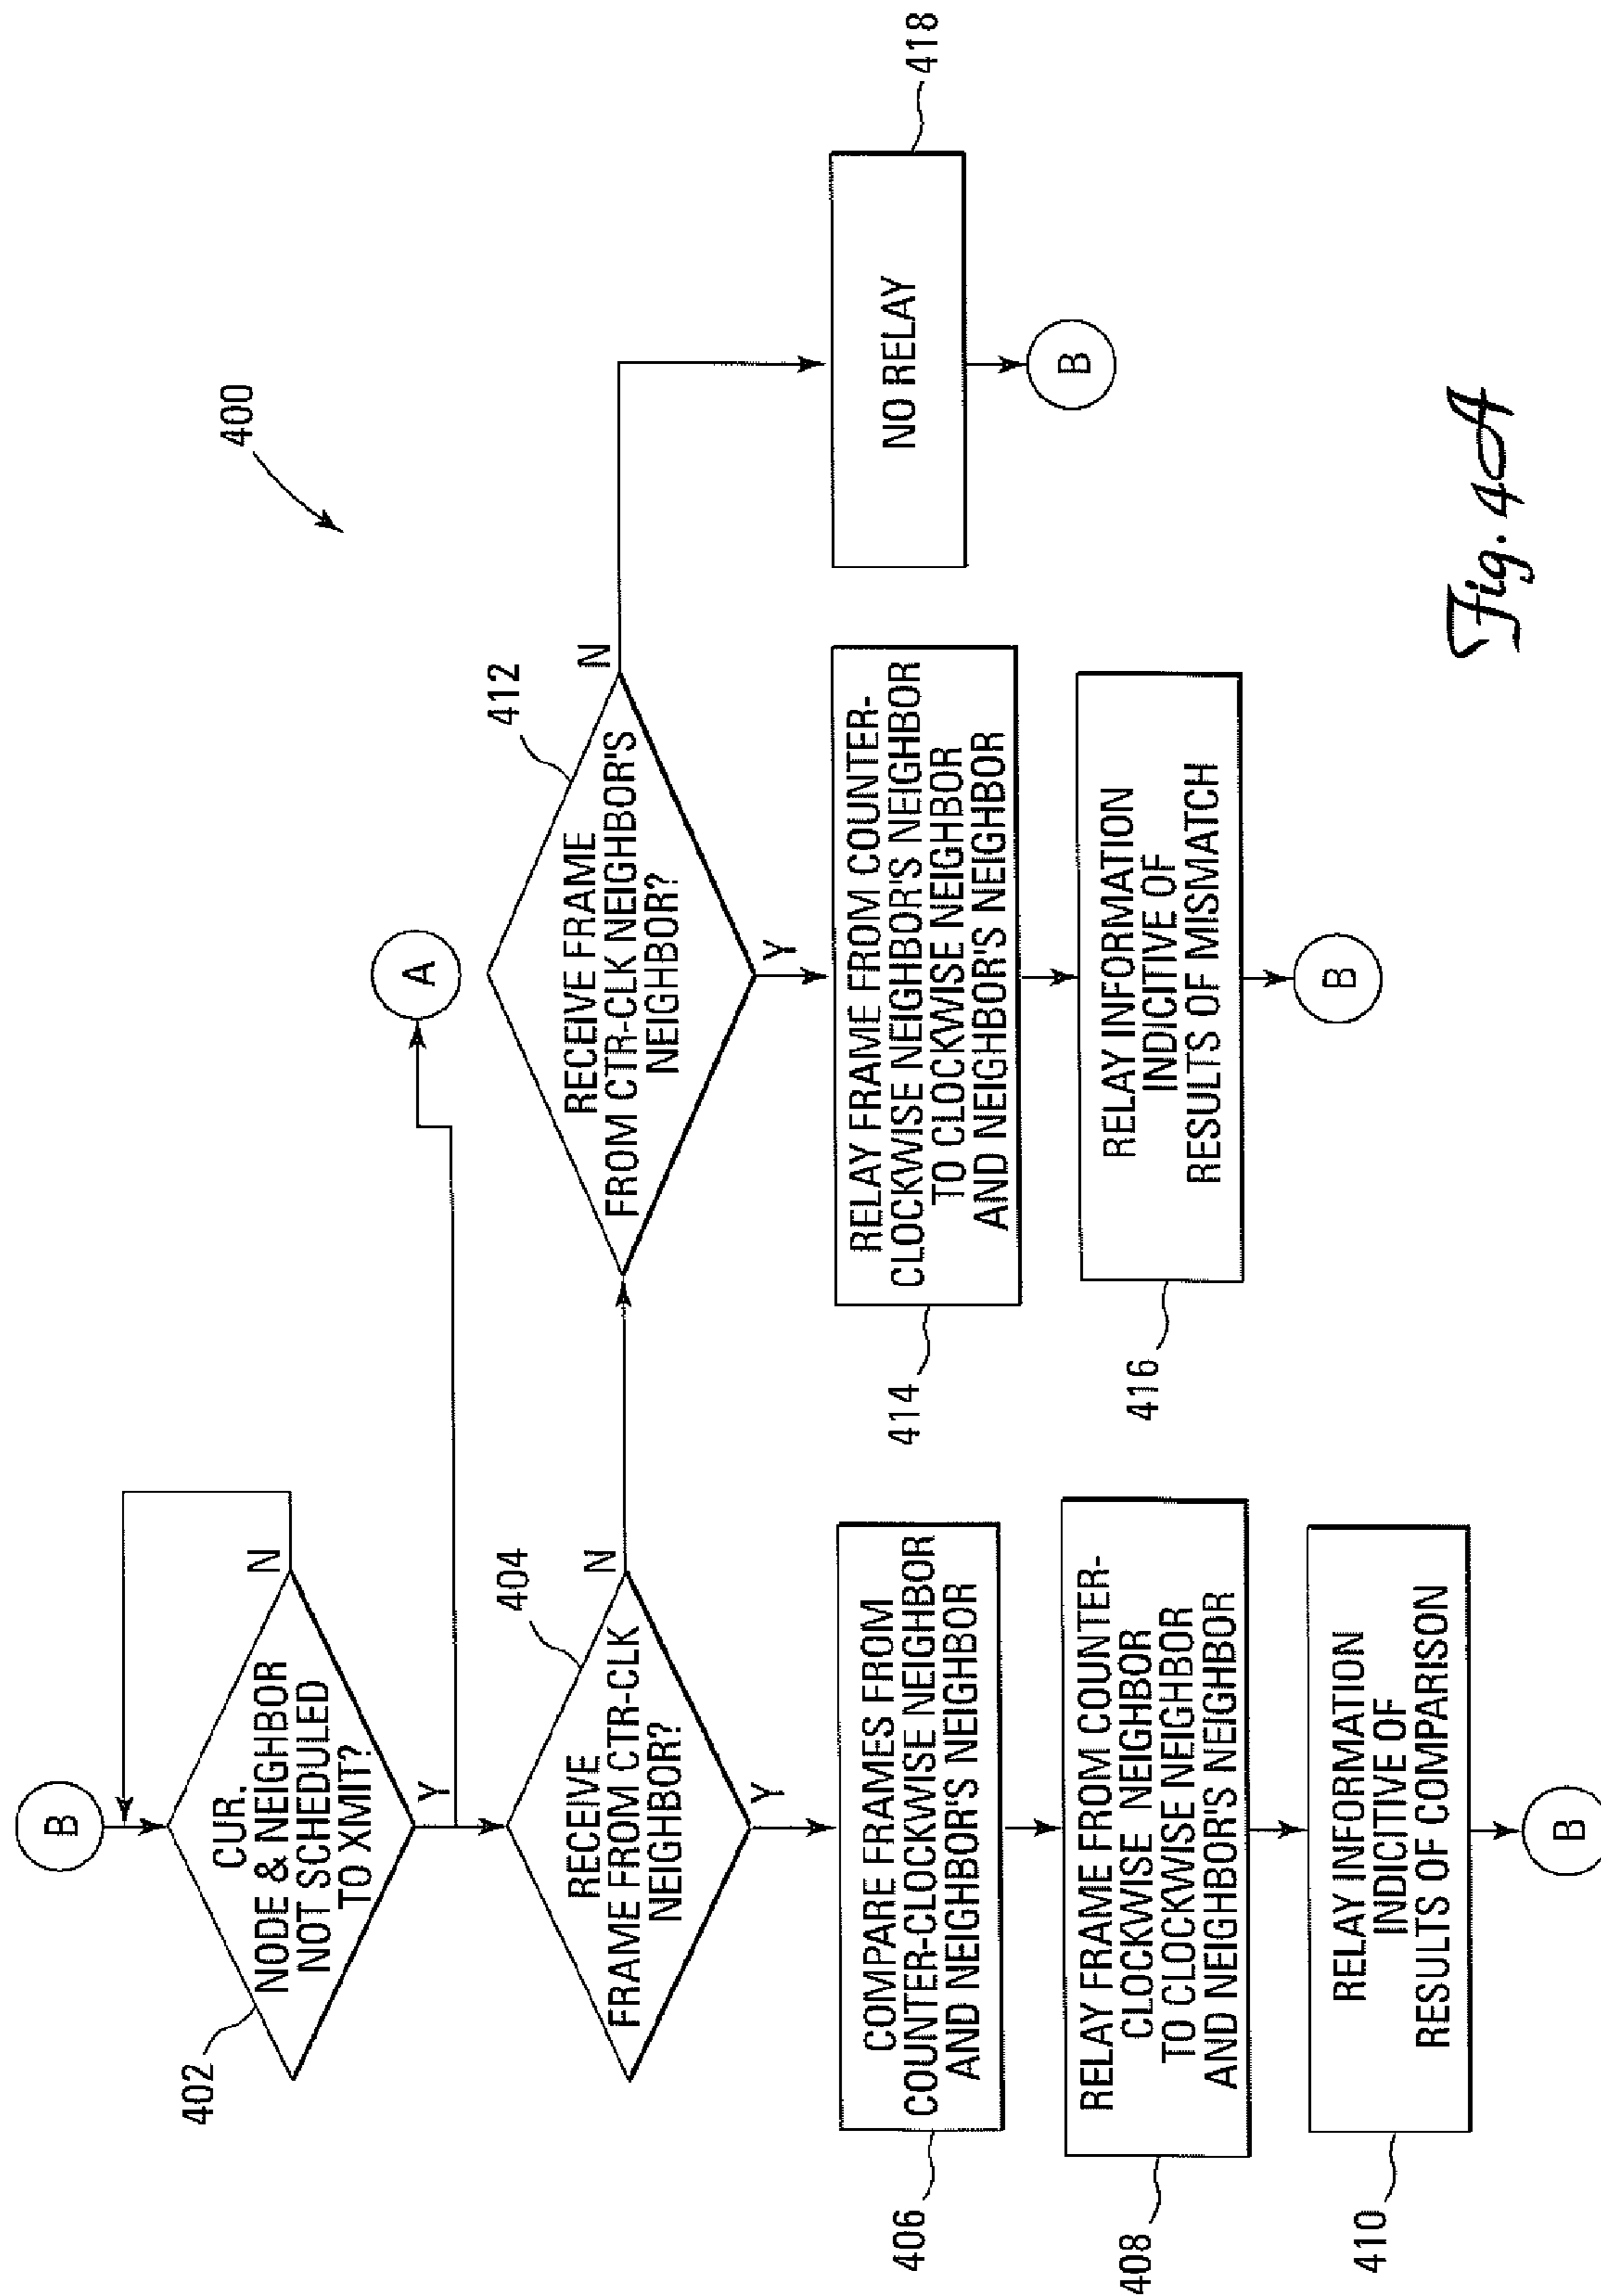 400
B
402
CUR.
NODE & NEIGHBOR
NOT SCHEDULED
TO XMIT?
N
Y
A
404
RECEIVE
FRAME FROM CTR-CLK
NEIGHBOR?
N
Y
412
RECEIVE FRAME
FROM CTR-CLK NEIGHBOR'S
NEIGHBOR?
N
Y
406
COMPARE FRAMES FROM
COUNTER-CLOCKWISE NEIGHBOR
AND NEIGHBOR'S NEIGHBOR
408
RELAY FRAME FROM COUNTER-
CLOCKWISE NEIGHBOR
TO CLOCKWISE NEIGHBOR
AND NEIGHBOR'S NEIGHBOR
410
RELAY INFORMATION
INDICITIVE OF
RESULTS OF COMPARISON
B
414
RELAY FRAME FROM COUNTER-
CLOCKWISE NEIGHBOR'S NEIGHBOR
TO CLOCKWISE NEIGHBOR
AND NEIGHBOR'S NEIGHBOR
416
RELAY INFORMATION
INDICITIVE OF
RESULTS OF MISMATCH
B
418
NO RELAY
B
Fig. 4A